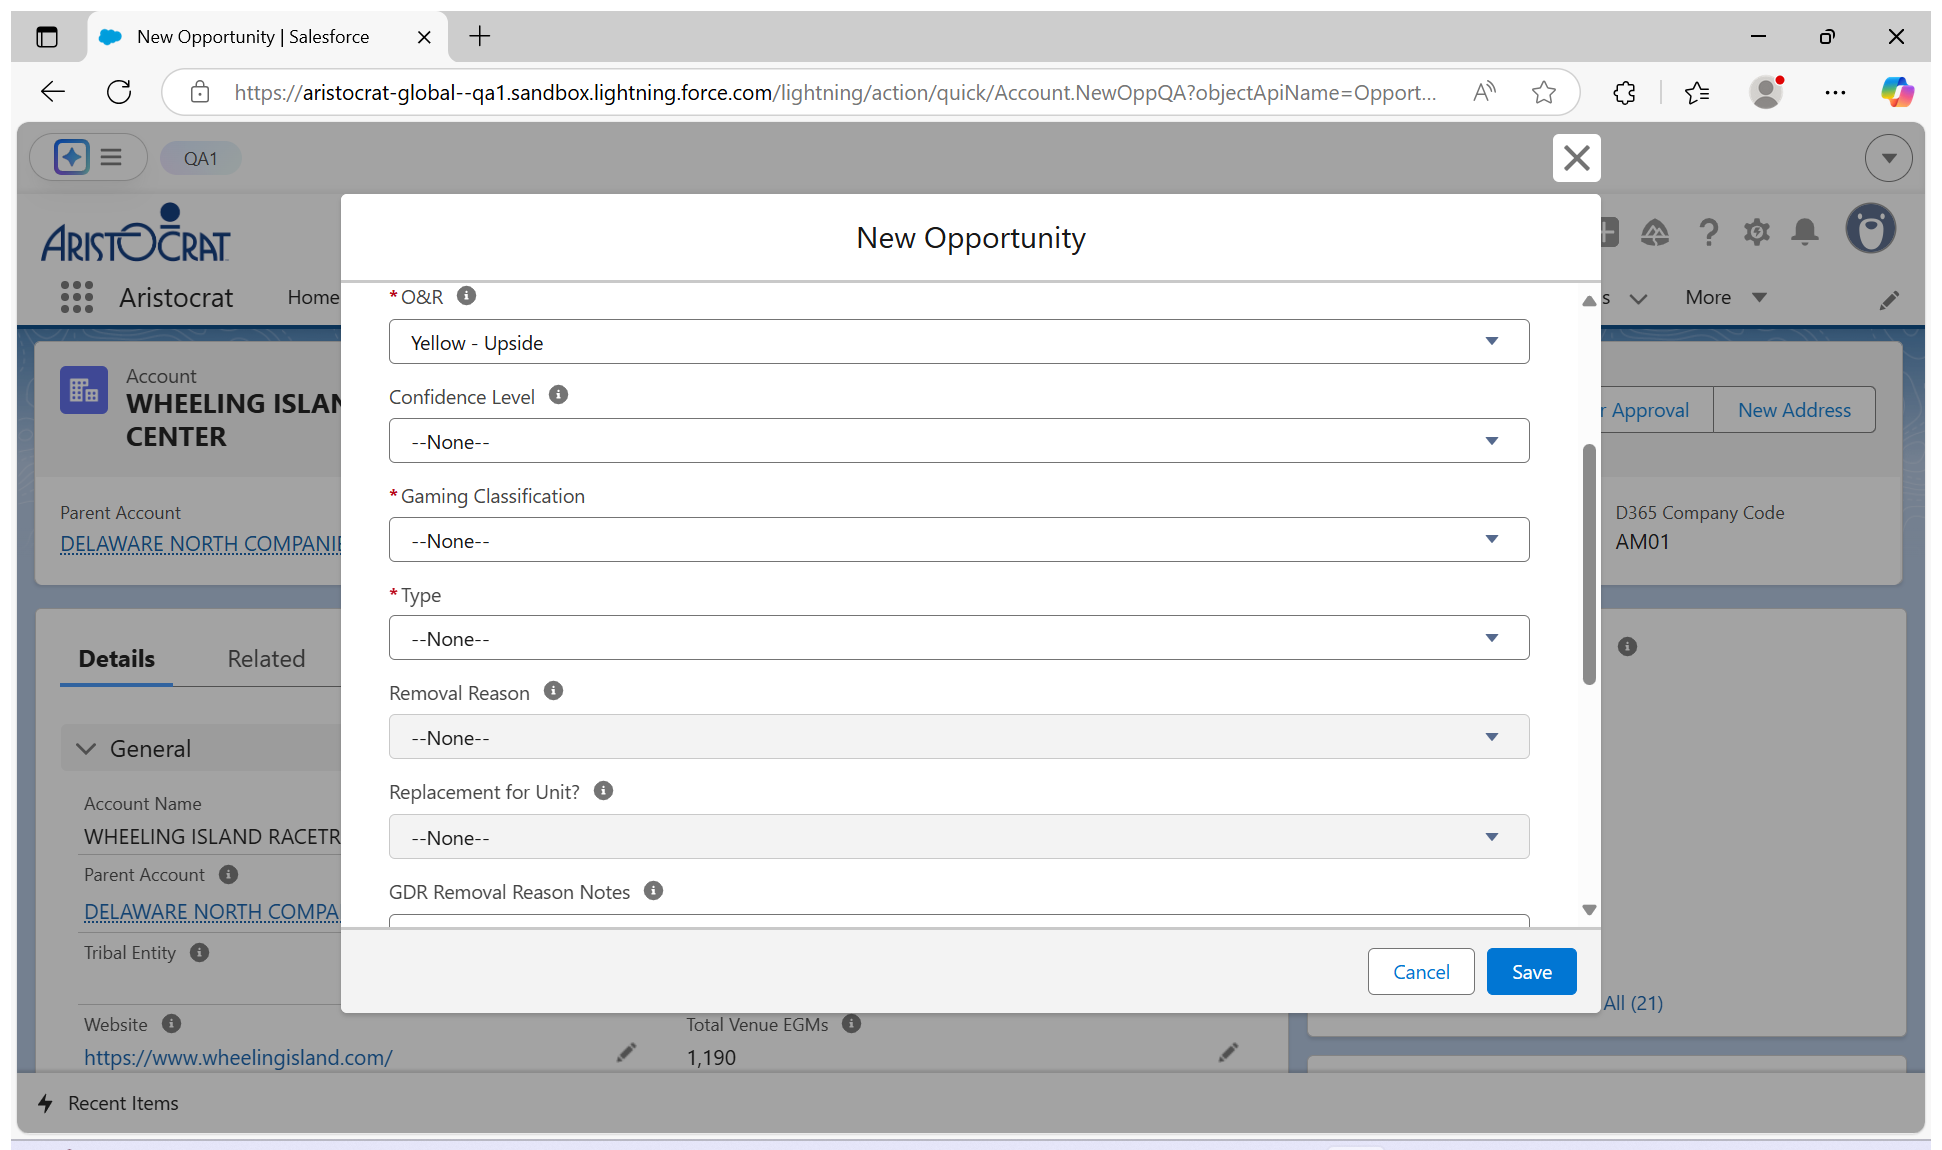 New Opportunity | Salesforce
https://aristocrat-global--qa1.sandbox.lightning.force.com/lightning/action/quick/Account.NewOppQA?objectApiName=Opport...
QA1
ARISTOCRAT
Aristocrat
Home
s
More
New Opportunity
Account
WHEELING ISLAN
CENTER
r Approval
New Address
Parent Account
DELAWARE NORTH COMPANIE
D365 Company Code
AM01
*O&R
Yellow - Upside
Confidence Level
--None--
*Gaming Classification
--None--
*Type
--None--
Removal Reason
--None--
Replacement for Unit?
--None--
GDR Removal Reason Notes
Cancel
Save
Details
Related
General
Account Name
WHEELING ISLAND RACETR
Parent Account
DELAWARE NORTH COMPA
Tribal Entity
Website
https://www.wheelingisland.com/
Total Venue EGMs
1,190
All (21)
Recent Items